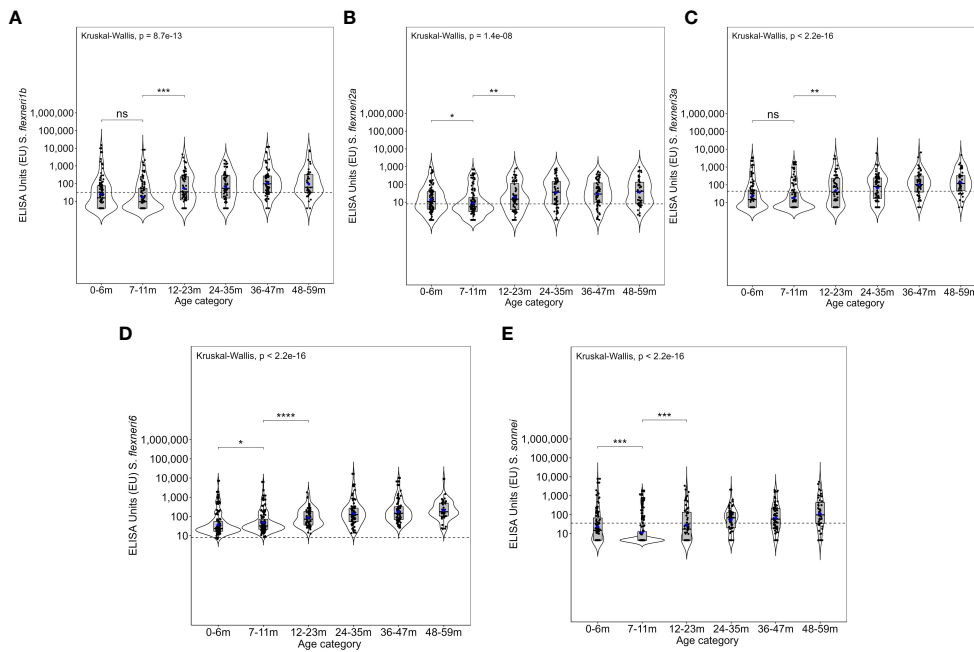 A
Kruskal-Wallis, p = 8.7e-13
ELISA Units (EU) S. flexneri1b
1,000,000
100,000
10,000
1,000
100
10
ns
***
0-6m 7-11m 12-23m 24-35m 36-47m 48-59m
Age category
B
Kruskal-Wallis, p = 1.4e-08
ELISA Units (EU) S. flexneri2a
1,000,000
100,000
10,000
1,000
100
10
*
**
0-6m 7-11m 12-23m 24-35m 36-47m 48-59m
Age category
C
Kruskal-Wallis, p < 2.2e-16
ELISA Units (EU) S. flexneri3a
1,000,000
100,000
10,000
1,000
100
10
ns
**
0-6m 7-11m 12-23m 24-35m 36-47m 48-59m
Age category
D
Kruskal-Wallis, p < 2.2e-16
ELISA Units (EU) S. flexneri6
1,000,000
100,000
10,000
1,000
100
10
*
****
0-6m 7-11m 12-23m 24-35m 36-47m 48-59m
Age category
E
Kruskal-Wallis, p < 2.2e-16
ELISA Units (EU) S. sonnei
1,000,000
100,000
10,000
1,000
100
10
***
***
0-6m 7-11m 12-23m 24-35m 36-47m 48-59m
Age category